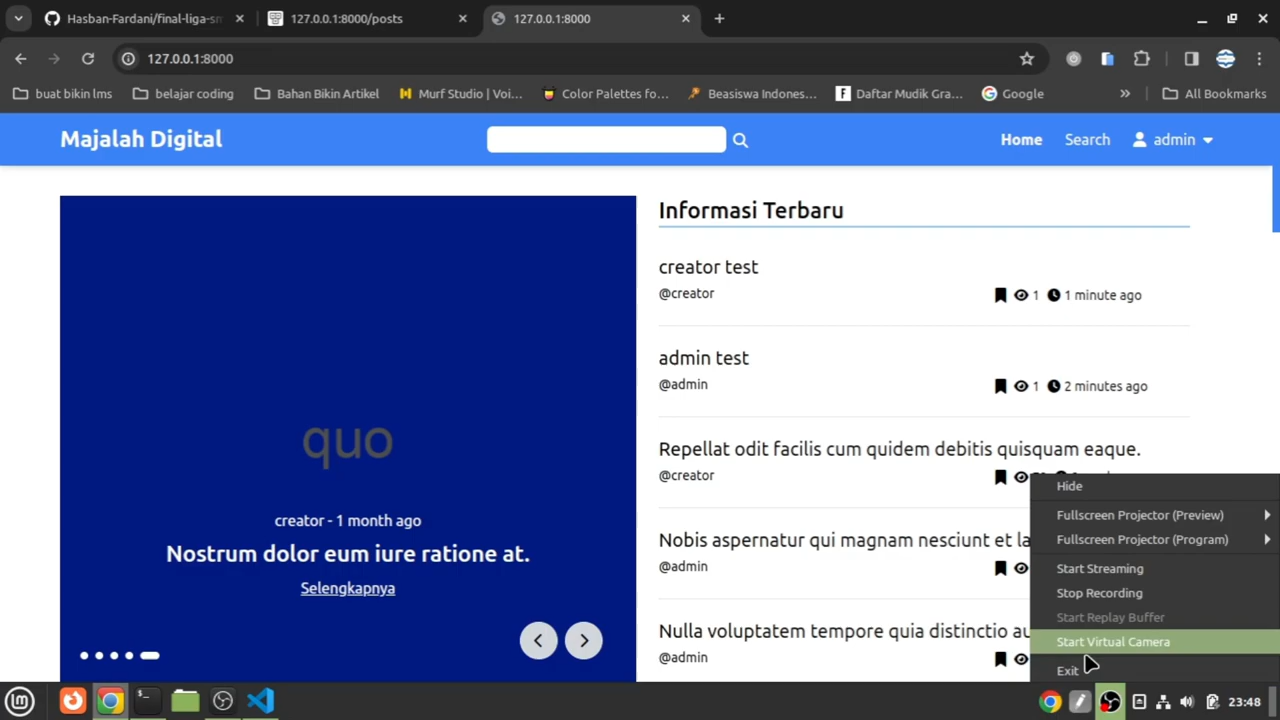 Hasban-Fardani/final-liga-sm
127.0.0.1:8000/posts
127.0.0.1:8000
127.0.0.1:8000
buat bikin lms
belajar coding
Bahan Bikin Artikel
Murf Studio | Voi...
Color Palettes fo...
Beasiswa Indones...
Daftar Mudik Gra...
Google
All Bookmarks
Majalah Digital
Home
Search
admin
quo
creator - 1 month ago
Nostrum dolor eum iure ratione at.
Selengkapnya
Informasi Terbaru
creator test
@creator
1
1 minute ago
admin test
@admin
1
2 minutes ago
Repellat odit facilis cum quidem debitis quisquam eaque.
@creator
Nobis aspernatur qui magnam nesciunt et la
@admin
Nulla voluptatem tempore quia distinctio au
@admin
Hide
Fullscreen Projector (Preview)
Fullscreen Projector (Program)
Start Streaming
Stop Recording
Start Replay Buffer
Start Virtual Camera
Exit
23:48